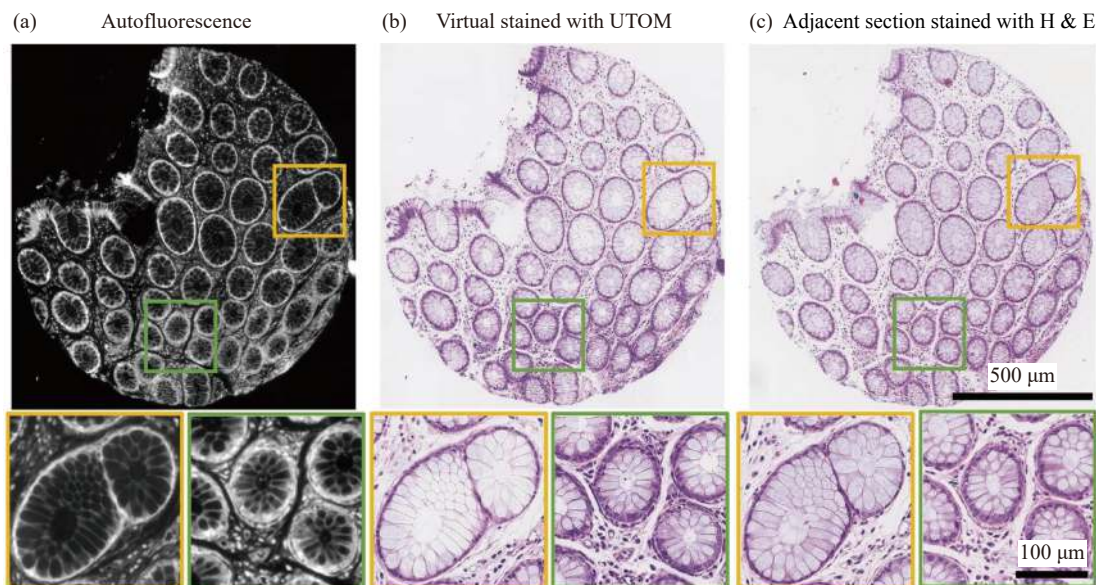 (a) Autofluorescence
(b) Virtual stained with UTOM
(c) Adjacent section stained with H & E
500 μm
100 μm